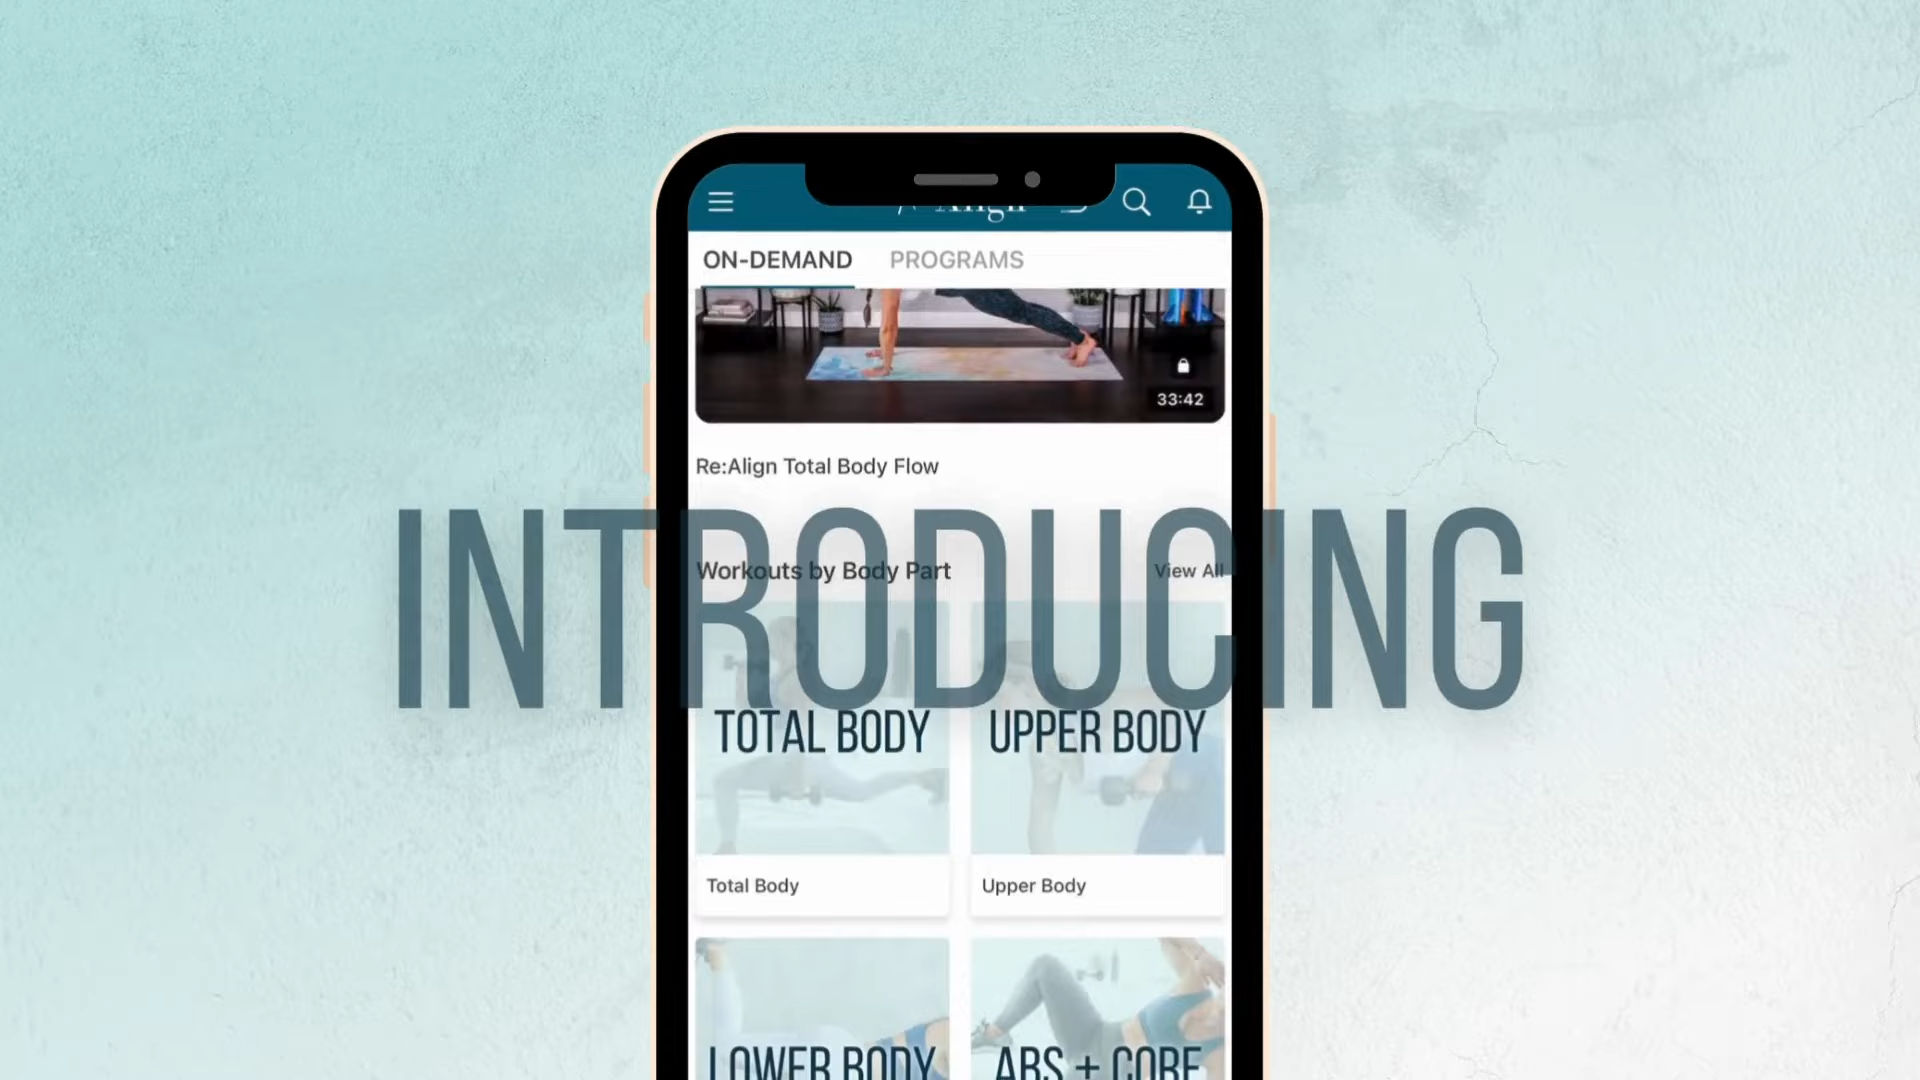 Align
ON-DEMAND PROGRAMS
33:42
Re:Align Total Body Flow
INTRODUCING
Workouts by Body Part View All
TOTAL BODY UPPER BODY
Total Body Upper Body
LOWER BODY ABS + CORE